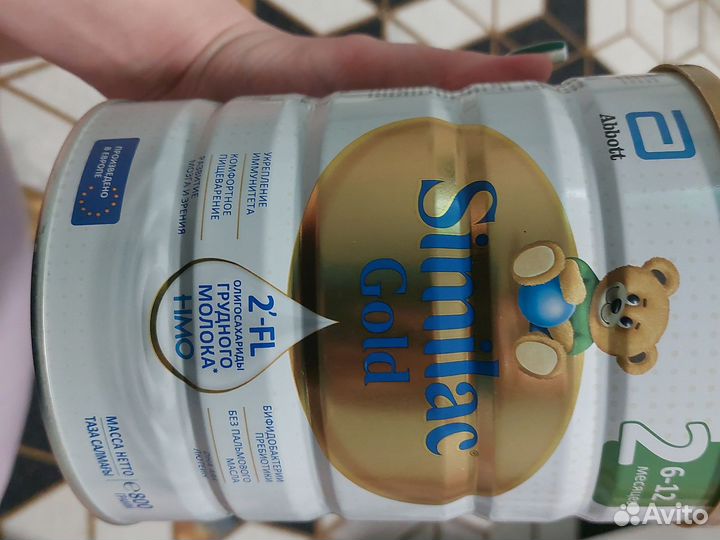 Abbott
Similac®
Gold
2
6-12
ПРОИЗВЕДЕНО
В ЕВРОПЕ
УКРЕПЛЕНИЕ
ИММУНИТЕТА
КОМФОРТНОЕ
ПИЩЕВАРЕНИЕ
РАЗВИТИЕ
МОЗГА И ЗРЕНИЯ
2'-FL
ОЛИГОСАХАРИДЫ
ГРУДНОГО
МОЛОКА*
HMO
БИФИДОБАКТЕРИИ
ПРЕБИОТИКИ
БЕЗ ПАЛЬМОВОГО
МАСЛА
МАССА НЕТТО
ТАЗА САЛМАҒЫ
800
Avito